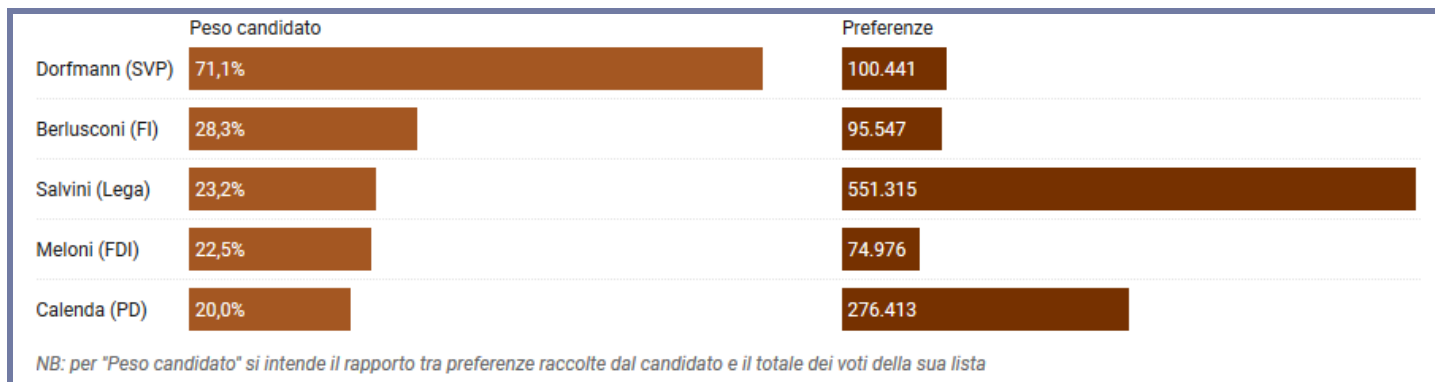 Peso candidato Preferenze
Dorfmann (SVP) 71,1% 100.441
Berlusconi (FI) 28,3% 95.547
Salvini (Lega) 23,2% 551.315
Meloni (FDI) 22,5% 74.976
Calenda (PD) 20,0% 276.413
NB: per "Peso candidato" si intende il rapporto tra preferenze raccolte dal candidato e il totale dei voti della sua lista